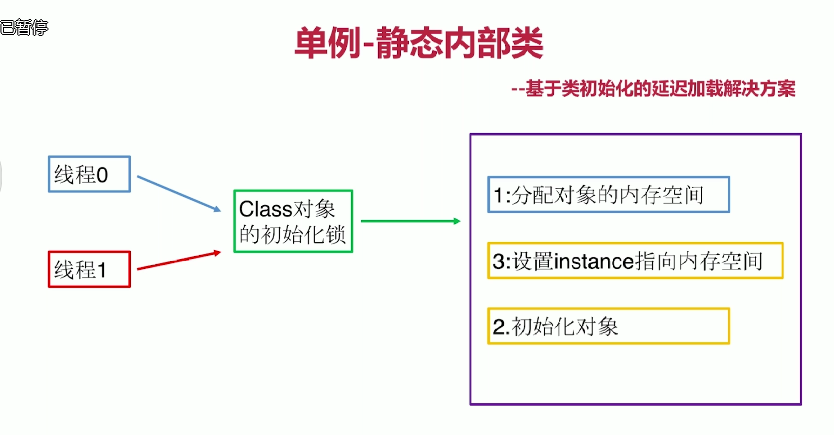 已暂停
单例-静态内部类
--基于类初始化的延迟加载解决方案
线程0
线程1
Class对象
的初始化锁
1:分配对象的内存空间
3:设置instance指向内存空间
2.初始化对象